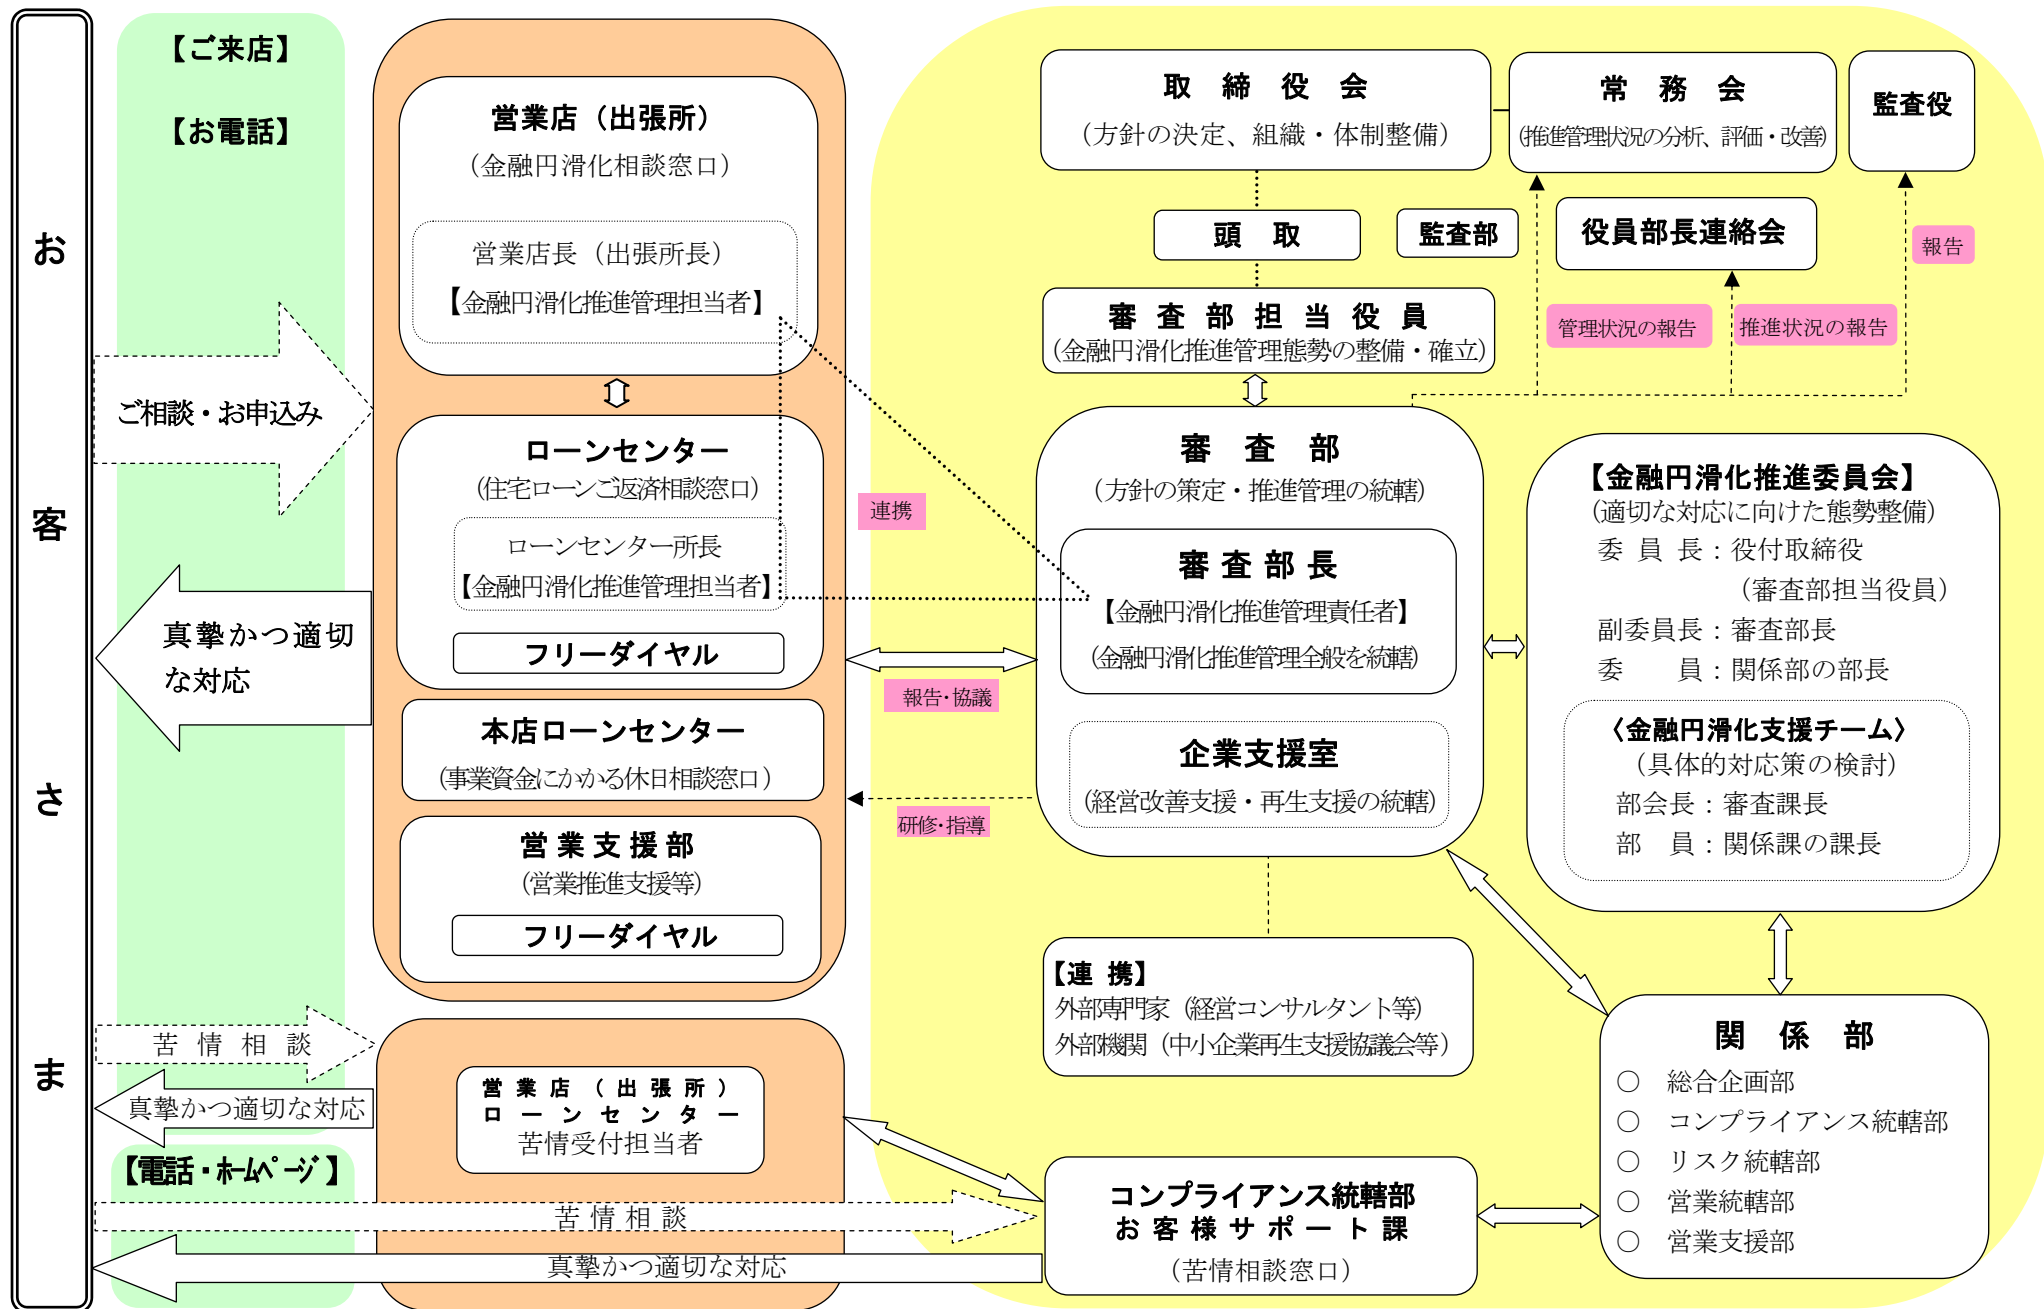 お客さま
【ご来店】
【お電話】
ご相談・お申込み
真摯かつ適切
な対応
苦情相談
真摯かつ適切な対応
【電話・ホームページ】
苦情相談
真摯かつ適切な対応
営業店（出張所）
（金融円滑化相談窓口）
営業店長（出張所長）
【金融円滑化推進管理担当者】
ローンセンター
（住宅ローンご返済相談窓口）
ローンセンター所長
【金融円滑化推進管理担当者】
フリーダイヤル
本店ローンセンター
（事業資金にかかる休日相談窓口）
営業支援部
（営業推進支援等）
フリーダイヤル
営業店（出張所）
ローンセンター
苦情受付担当者
連携
報告・協議
研修・指導
取締役会
（方針の決定、組織・体制整備）
常務会
（推進管理状況の分析、評価・改善）
監査役
頭取
監査部
役員部長連絡会
報告
審査部担当役員
（金融円滑化推進管理態勢の整備・確立）
管理状況の報告
推進状況の報告
審査部
（方針の策定・推進管理の統轄）
審査部長
【金融円滑化推進管理責任者】
（金融円滑化推進管理全般を統轄）
企業支援室
（経営改善支援・再生支援の統轄）
【金融円滑化推進委員会】
（適切な対応に向けた態勢整備）
委員長：役付取締役
（審査部担当役員）
副委員長：審査部長
委　　員：関係部の部長
〈金融円滑化支援チーム〉
（具体的対応策の検討）
部会長：審査課長
部　員：関係課の課長
【連携】
外部専門家（経営コンサルタント等）
外部機関（中小企業再生支援協議会等）
関係部
○　総合企画部
○　コンプライアンス統轄部
○　リスク統轄部
○　営業統轄部
○　営業支援部
コンプライアンス統轄部
お客様サポート課
（苦情相談窓口）